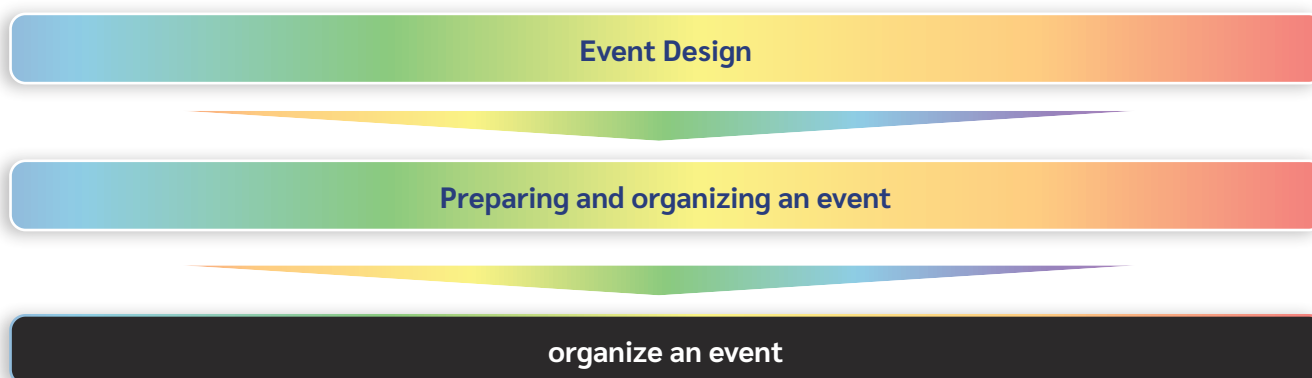 Event Design
Preparing and organizing an event
organize an event